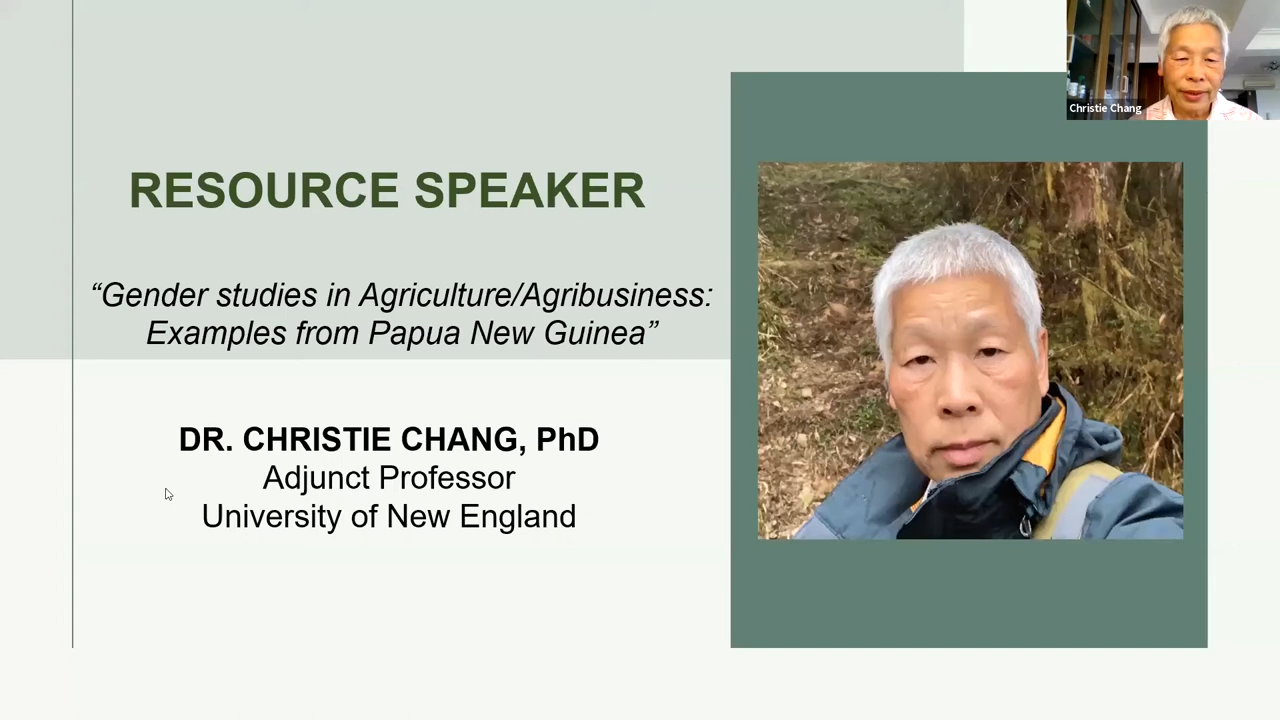 Christie Chang
RESOURCE SPEAKER
“Gender studies in Agriculture/Agribusiness:
Examples from Papua New Guinea”
DR. CHRISTIE CHANG, PhD
Adjunct Professor
University of New England